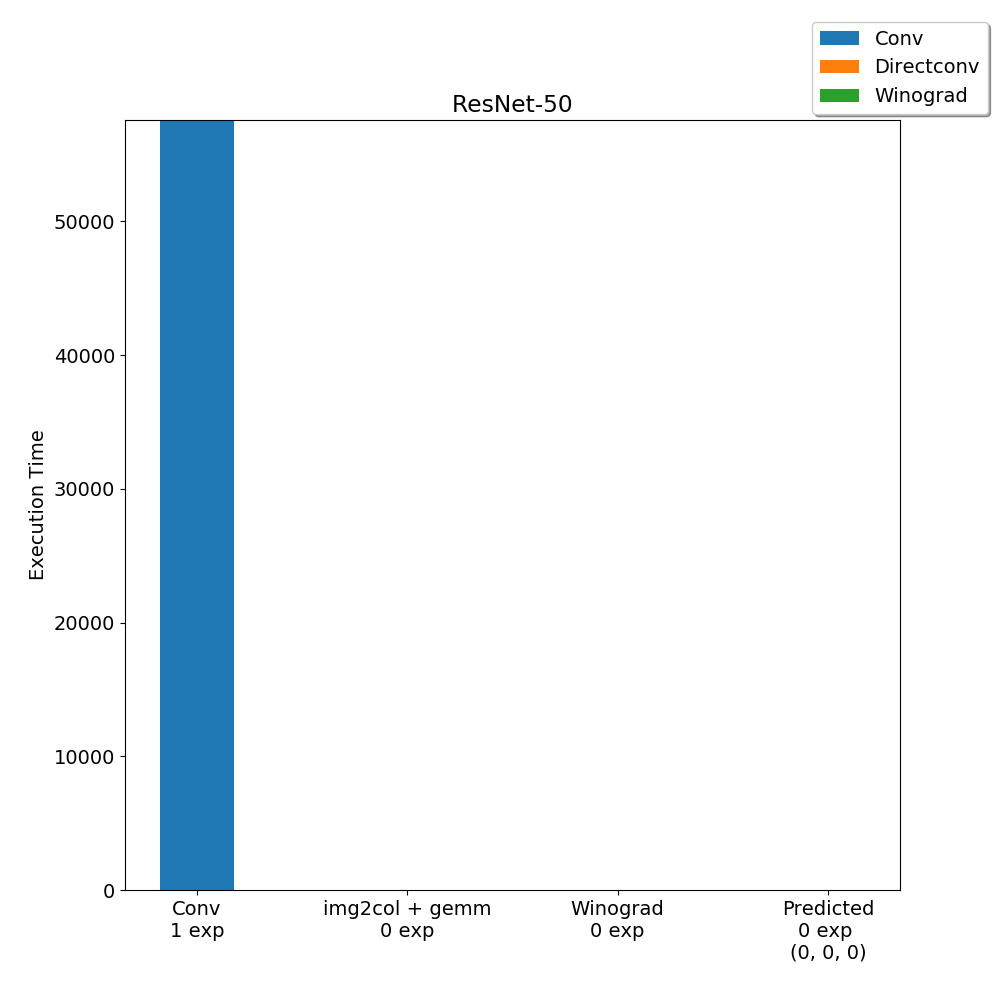 Conv
Directconv
Winograd
ResNet-50
50000
40000
30000
20000
10000
0
Execution Time
Conv
1 exp
img2col + gemm
0 exp
Winograd
0 exp
Predicted
0 exp
(0, 0, 0)